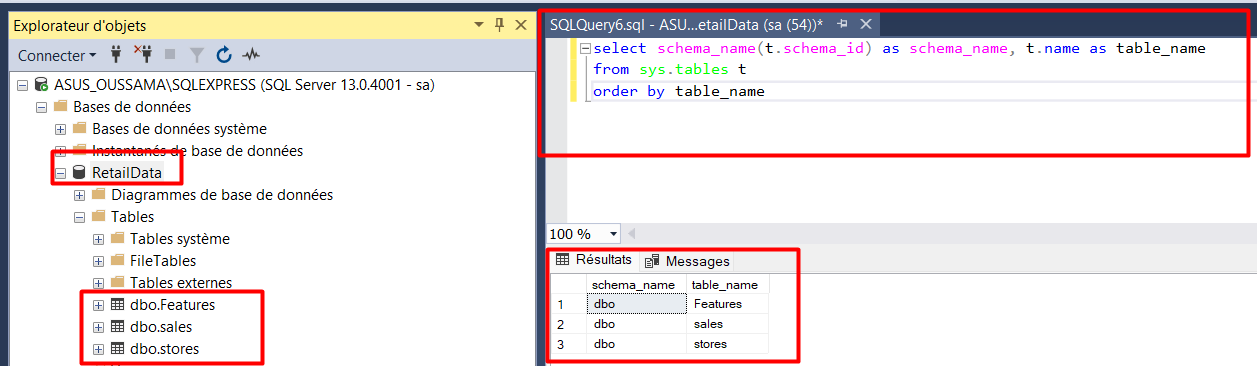 Explorateur d'objets
Connecter
ASUS_OUSSAMA\SQLEXPRESS (SQL Server 13.0.4001 - sa)
Bases de données
Bases de données système
Instantanés de base de données
RetailData
Diagrammes de base de données
Tables
Tables système
FileTables
Tables externes
dbo.Features
dbo.sales
dbo.stores
SQLQuery6.sql - ASU...etailData (sa (54))*
select schema_name(t.schema_id) as schema_name, t.name as table_name
from sys.tables t
order by table_name
100 %
Résultats Messages
schema_name table_name
1 dbo Features
2 dbo sales
3 dbo stores